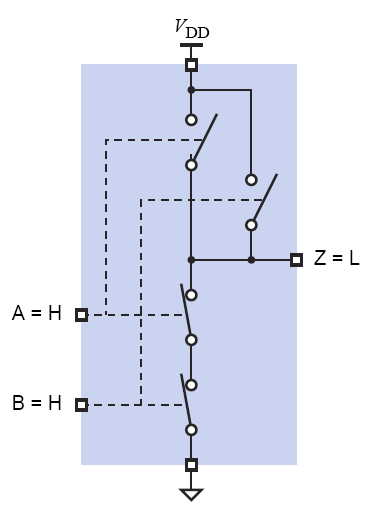 VDD
Z = L
A = H
B = H